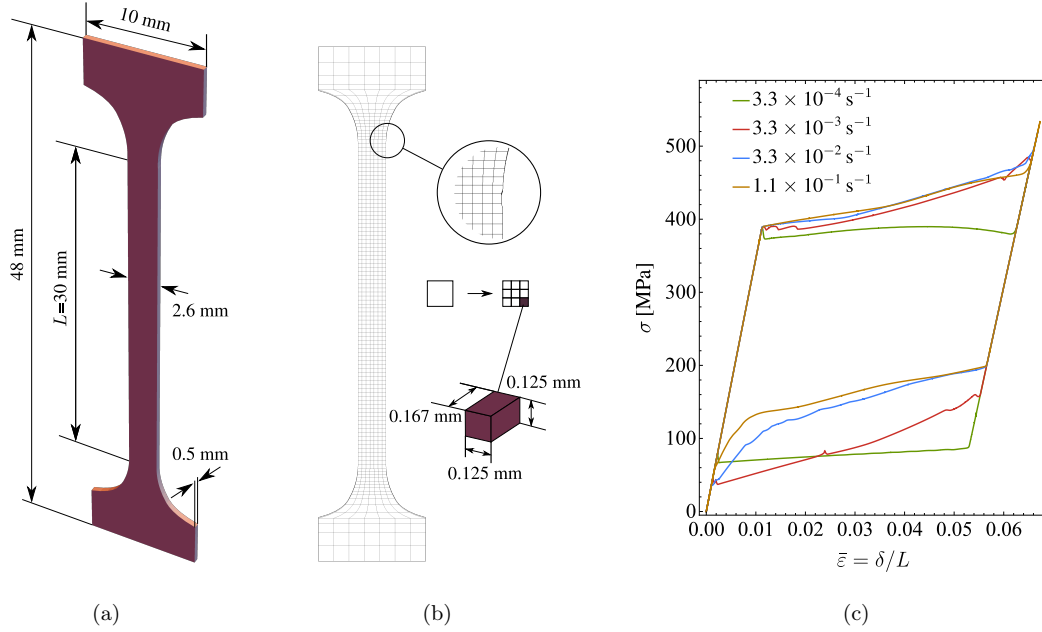 10 mm
48 mm
L=30 mm
2.6 mm
0.5 mm
(a)
0.125 mm
0.167 mm
0.125 mm
(b)
3.3 × 10⁻⁴ s⁻¹
3.3 × 10⁻³ s⁻¹
3.3 × 10⁻² s⁻¹
1.1 × 10⁻¹ s⁻¹
σ [MPa]
500
400
300
200
100
0
0.00 0.01 0.02 0.03 0.04 0.05 0.06
ε̄ = δ/L
(c)